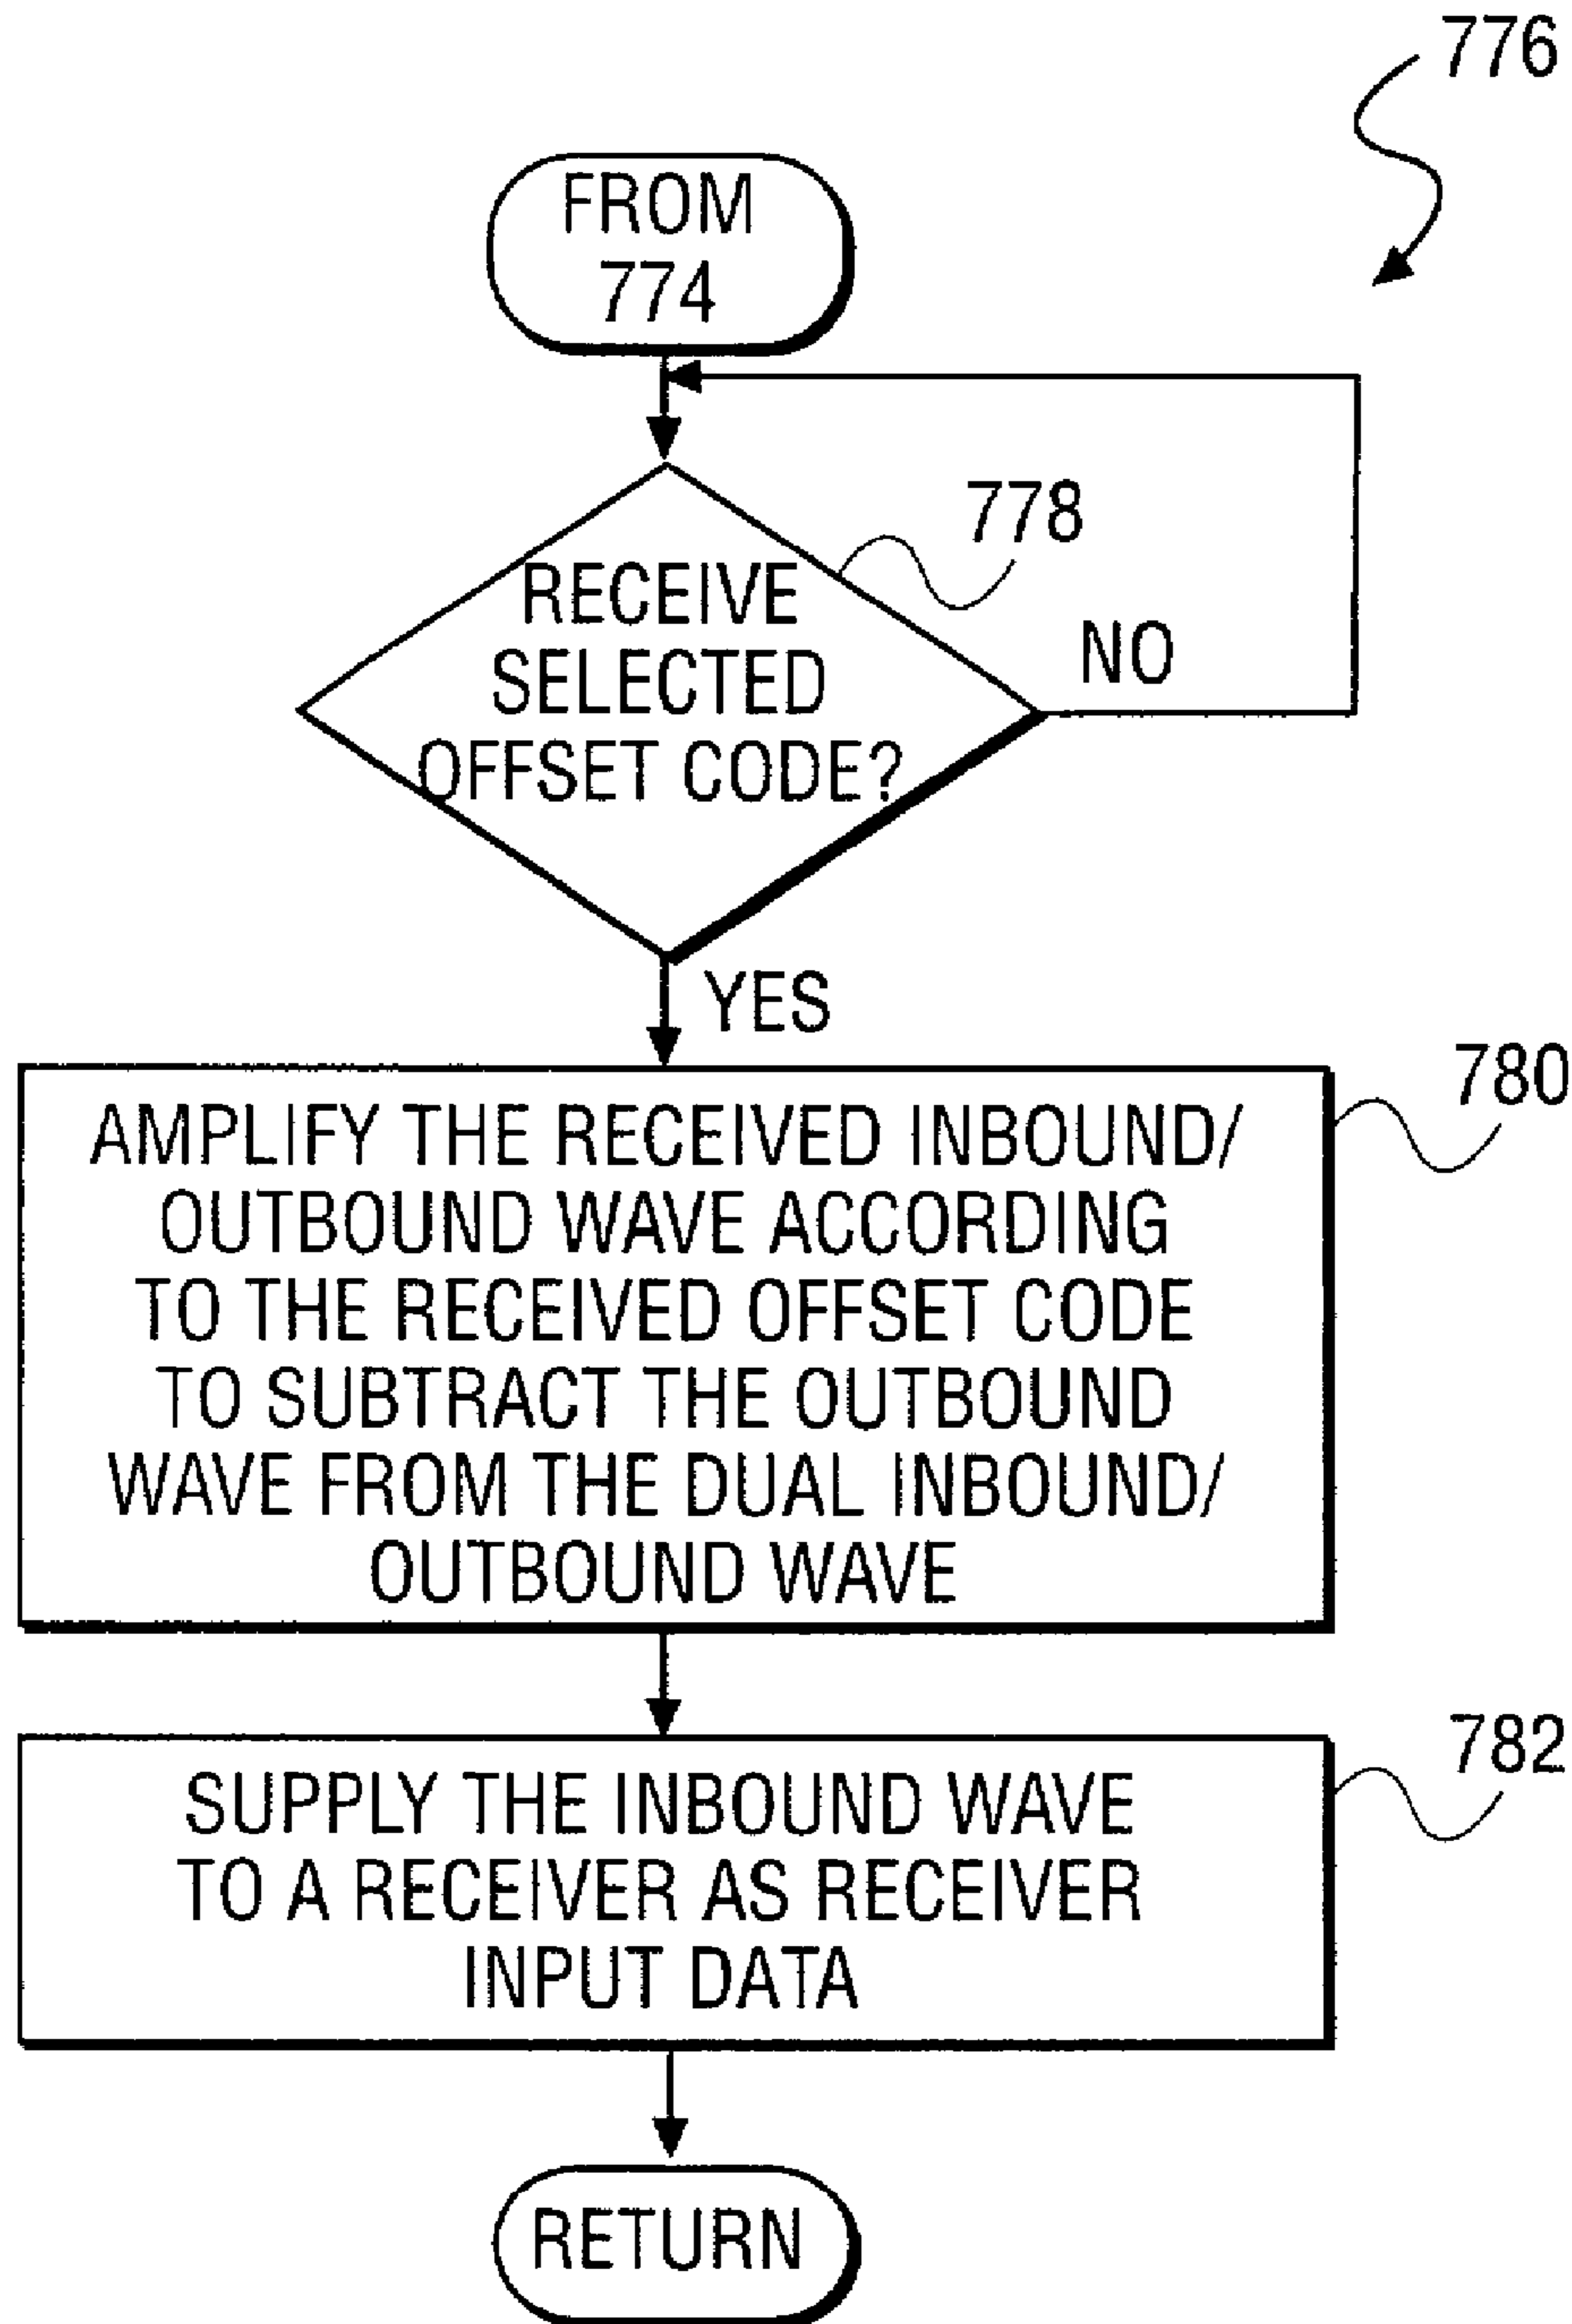 776
FROM
774
778
RECEIVE
SELECTED
OFFSET CODE?
NO
YES
780
AMPLIFY THE RECEIVED INBOUND/
OUTBOUND WAVE ACCORDING
TO THE RECEIVED OFFSET CODE
TO SUBTRACT THE OUTBOUND
WAVE FROM THE DUAL INBOUND/
OUTBOUND WAVE
782
SUPPLY THE INBOUND WAVE
TO A RECEIVER AS RECEIVER
INPUT DATA
RETURN